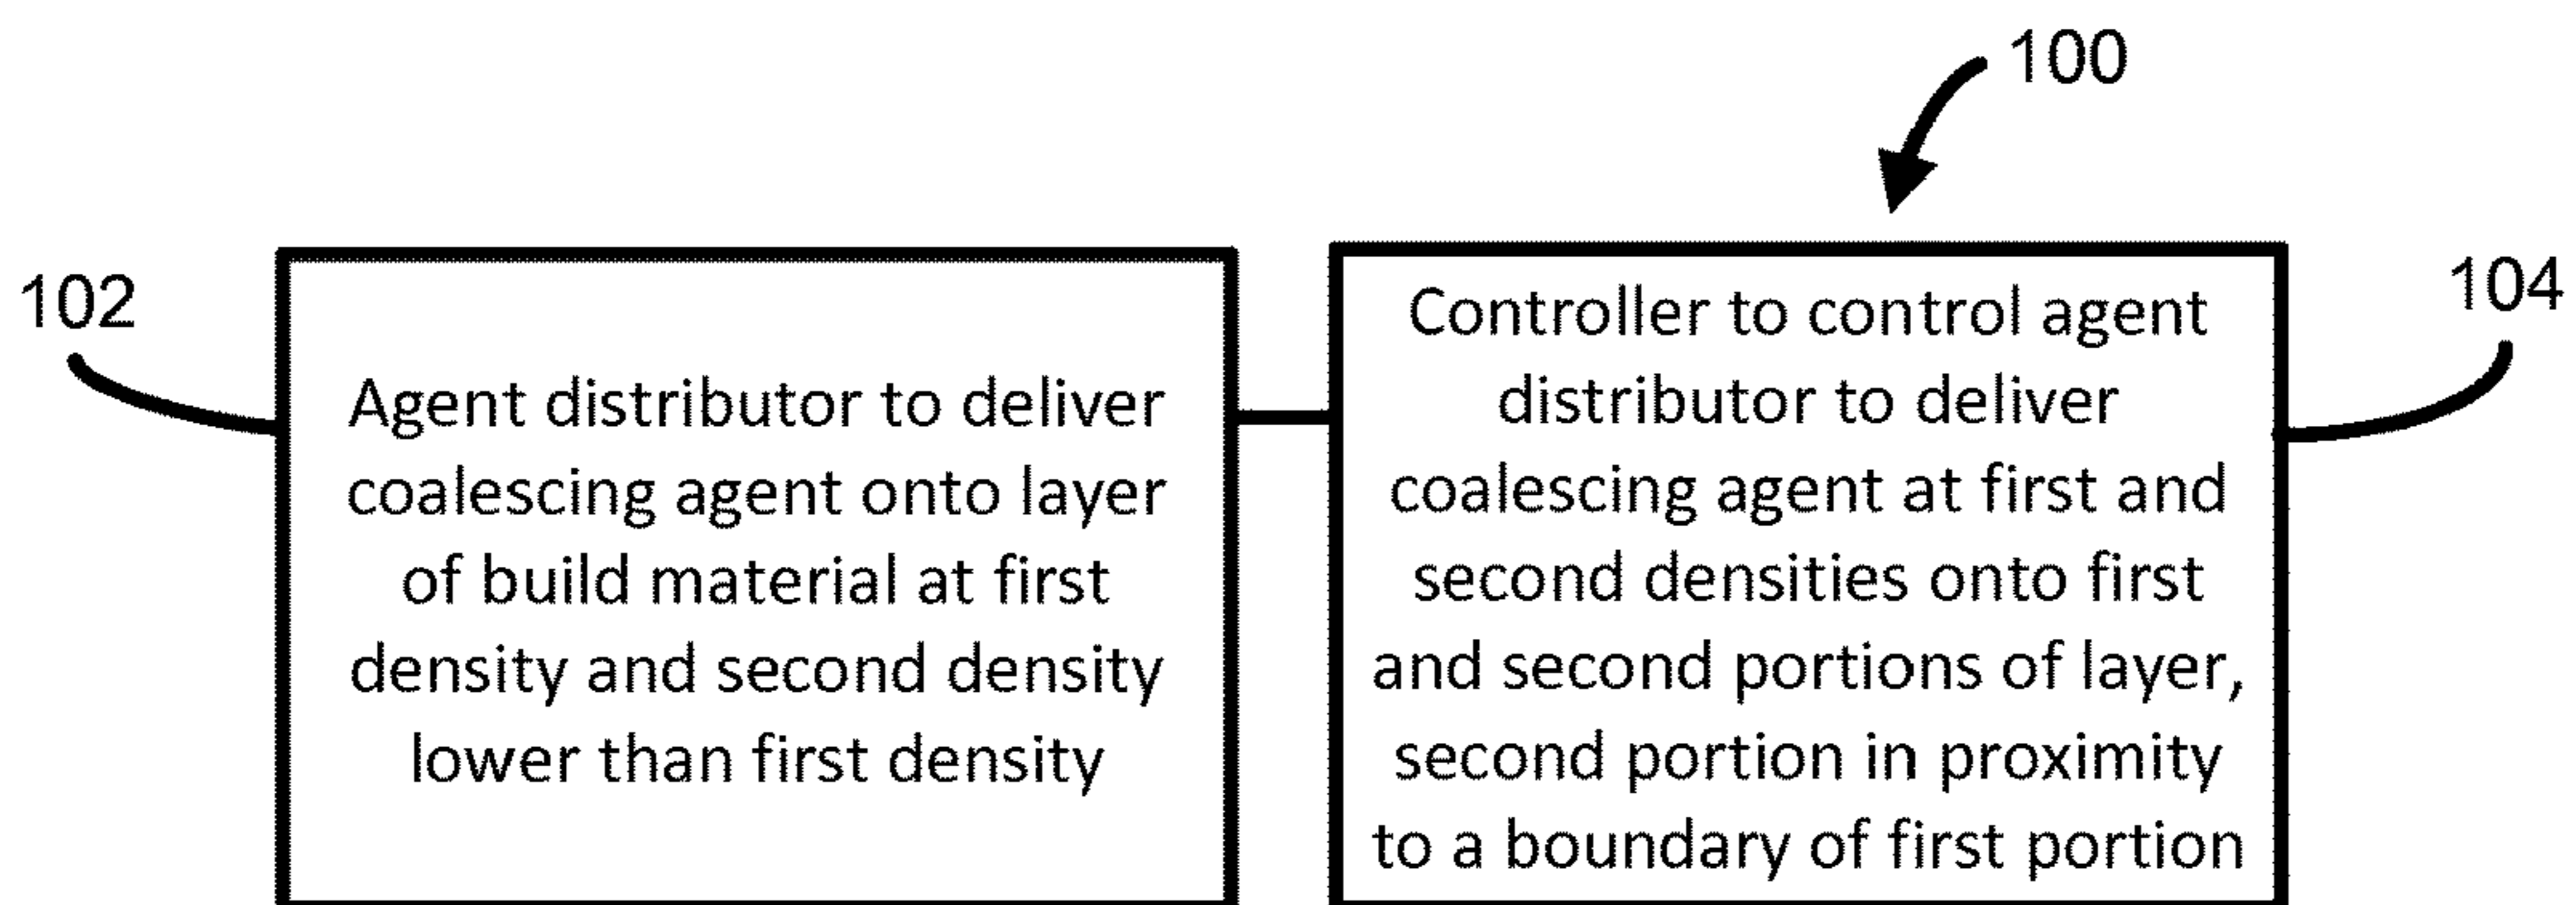 100
102
Agent distributor to deliver
coalescing agent onto layer
of build material at first
density and second density
lower than first density
Controller to control agent
distributor to deliver
coalescing agent at first and
second densities onto first
and second portions of layer,
second portion in proximity
to a boundary of first portion
104